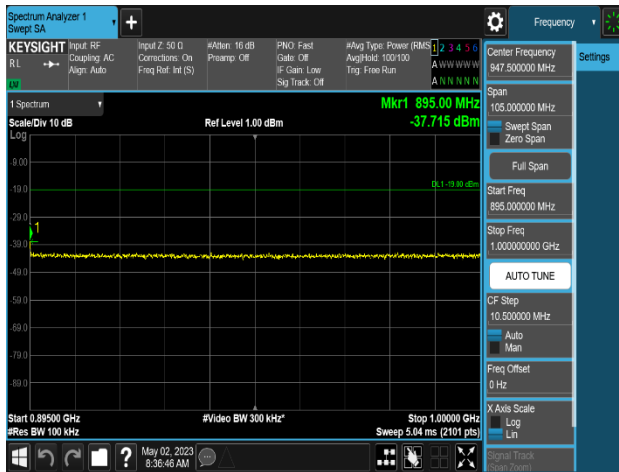 Spectrum Analyzer 1
Swept SA
Frequency
Settings
KEYSIGHT
RL
LXI
Input: RF
Coupling: AC
Align: Auto
Input Z: 50 Ω
Corrections: On
Freq Ref: Int (S)
#Atten: 16 dB
Preamp: Off
PNO: Fast
Gate: Off
IF Gain: Low
Sig Track: Off
#Avg Type: Power (RMS
Avg|Hold: 100/100
Trig: Free Run
1 2 3 4 5 6
A W W W W W
A N N N N N
1 Spectrum
Scale/Div 10 dB
Log
Ref Level 1.00 dBm
Mkr1 895.00 MHz
-37.715 dBm
-9.00
-19.0
DL1 -19.00 dBm
-29.0
1
-39.0
-49.0
-59.0
-69.0
-79.0
-89.0
Start 0.89500 GHz
#Res BW 100 kHz
#Video BW 300 kHz*
Stop 1.00000 GHz
Sweep 5.04 ms (2101 pts)
Center Frequency
947.500000 MHz
Span
105.000000 MHz
Swept Span
Zero Span
Full Span
Start Freq
895.000000 MHz
Stop Freq
1.000000000 GHz
AUTO TUNE
CF Step
10.500000 MHz
Auto
Man
Freq Offset
0 Hz
X Axis Scale
Log
Lin
Signal Track
(Span Zoom)
?
May 02, 2023
8:36:46 AM